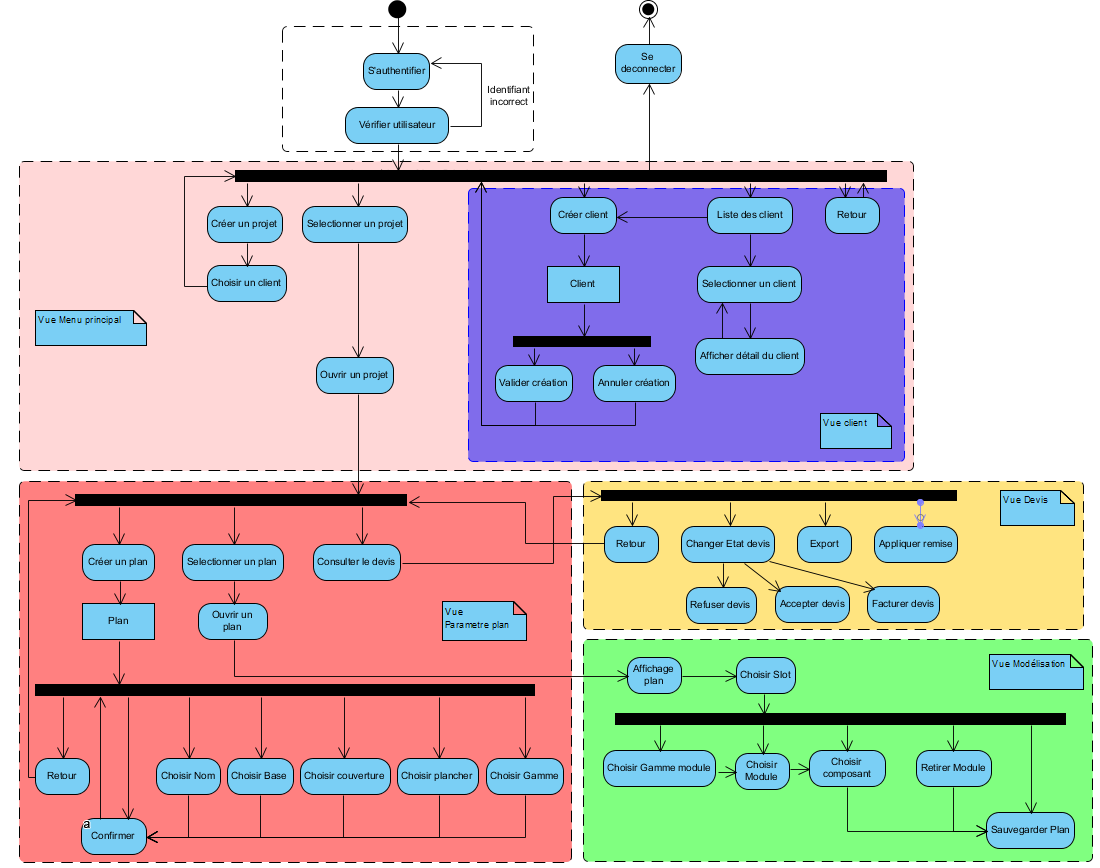 S'authentifier
Se
deconnecter
Identifiant
incorrect
Vérifier utilisateur
Créer un projet
Selectionner un projet
Créer client
Liste des client
Retour
Choisir un client
Client
Selectionner un client
Vue Menu principal
Ouvrir un projet
Afficher détail du client
Valider création
Annuler création
Vue client
Créer un plan
Selectionner un plan
Consulter le devis
Plan
Ouvrir un
plan
Vue
Parametre plan
Retour
Choisir Nom
Choisir Base
Choisir couverture
Choisir plancher
Choisir Gamme
a
Confirmer
Vue Devis
Retour
Changer Etat devis
Export
Appliquer remise
Refuser devis
Accepter devis
Facturer devis
Vue Modélisation
Affichage
plan
Choisir Slot
Choisir Gamme module
Choisir
Module
Choisir
composant
Retirer Module
Sauvegarder Plan